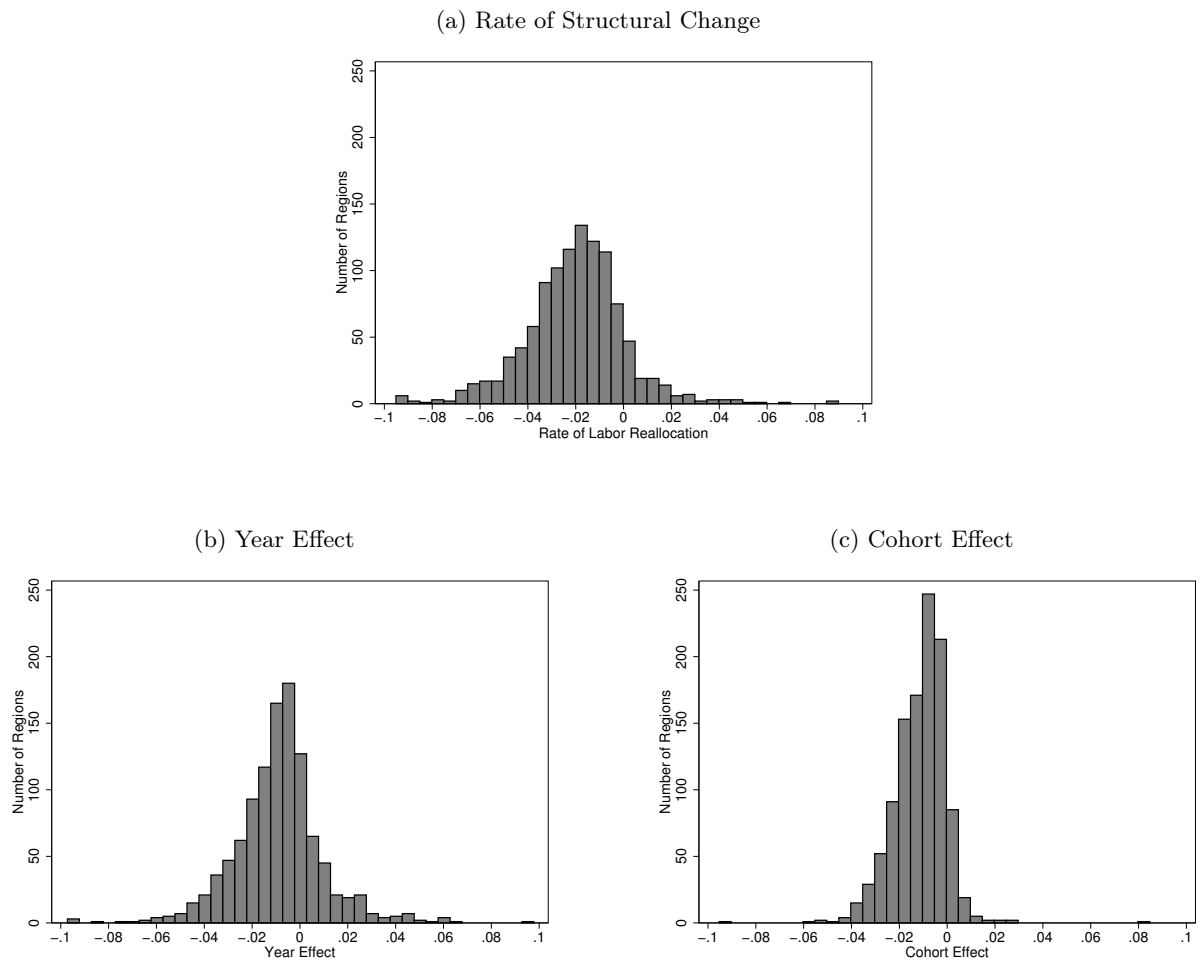 (a) Rate of Structural Change
250
200
150
100
50
0
Number of Regions
−.1 −.08 −.06 −.04 −.02 0 .02 .04 .06 .08 .1
Rate of Labor Reallocation
(b) Year Effect
250
200
150
100
50
0
Number of Regions
−.1 −.08 −.06 −.04 −.02 0 .02 .04 .06 .08 .1
Year Effect
(c) Cohort Effect
250
200
150
100
50
0
Number of Regions
−.1 −.08 −.06 −.04 −.02 0 .02 .04 .06 .08 .1
Cohort Effect